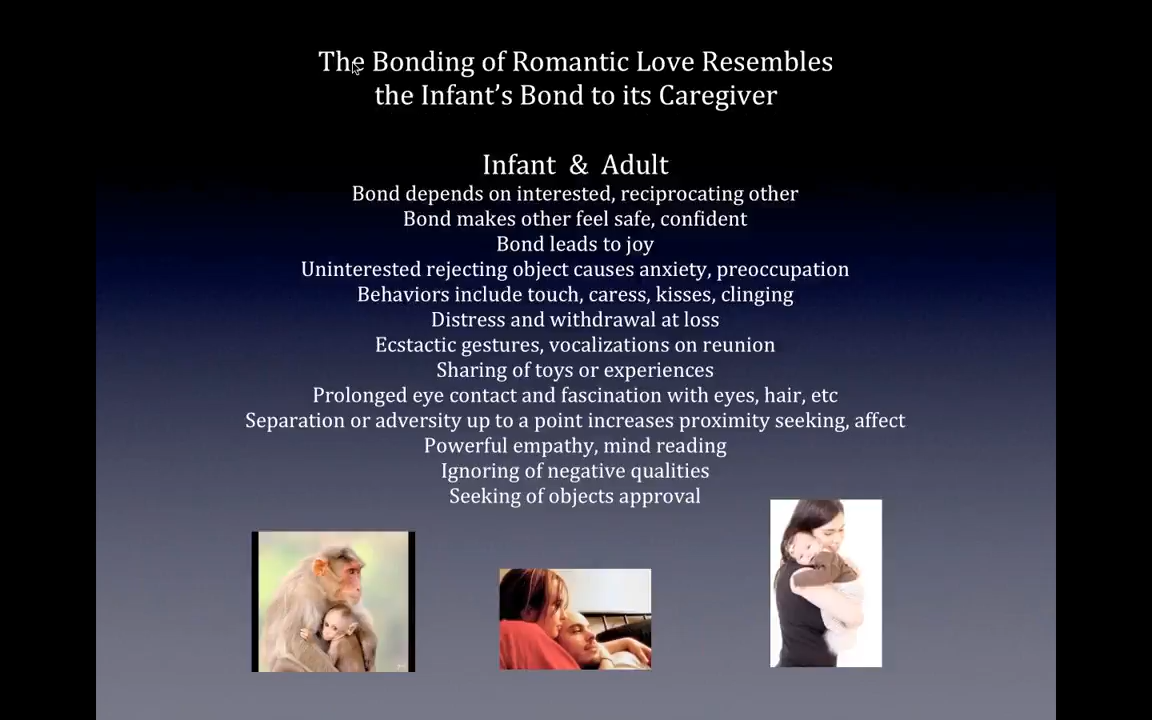 The Bonding of Romantic Love Resembles
the Infant's Bond to its Caregiver
Infant & Adult
Bond depends on interested, reciprocating other
Bond makes other feel safe, confident
Bond leads to joy
Uninterested rejecting object causes anxiety, preoccupation
Behaviors include touch, caress, kisses, clinging
Distress and withdrawal at loss
Ecstactic gestures, vocalizations on reunion
Sharing of toys or experiences
Prolonged eye contact and fascination with eyes, hair, etc
Separation or adversity up to a point increases proximity seeking, affect
Powerful empathy, mind reading
Ignoring of negative qualities
Seeking of objects approval